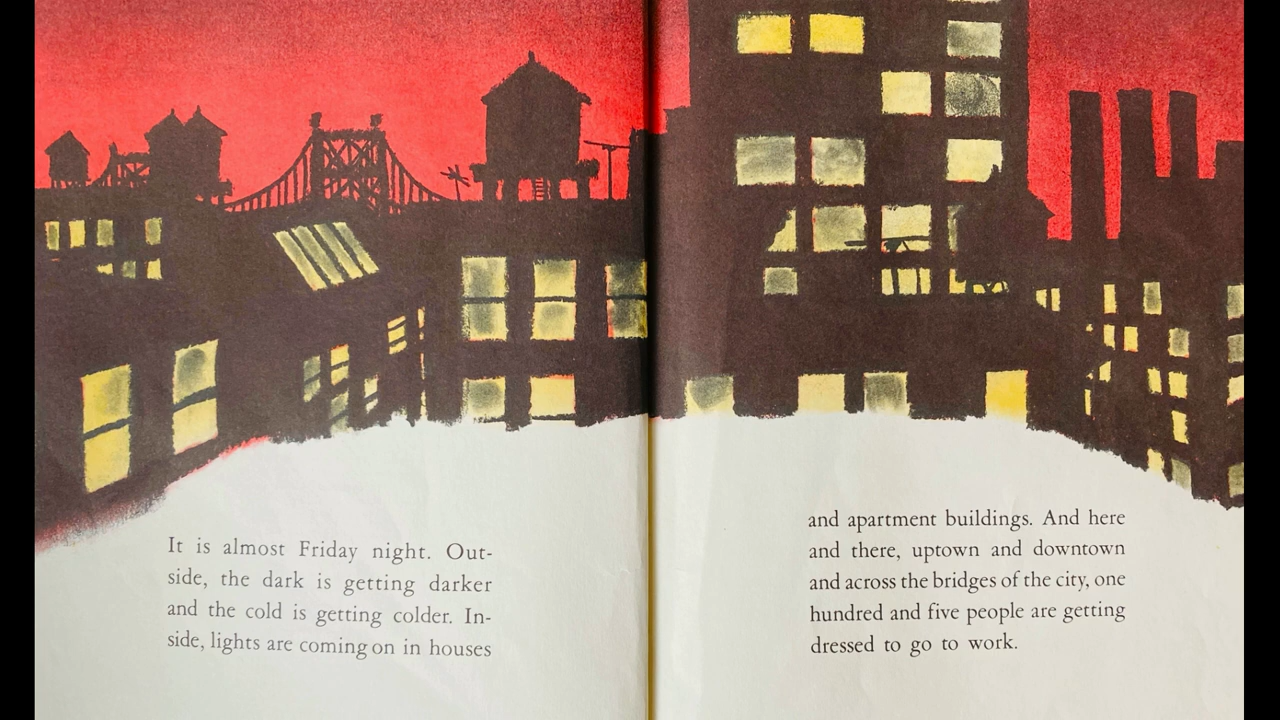 It is almost Friday night. Out-
side, the dark is getting darker
and the cold is getting colder. In-
side, lights are coming on in houses
and apartment buildings. And here
and there, uptown and downtown
and across the bridges of the city, one
hundred and five people are getting
dressed to go to work.